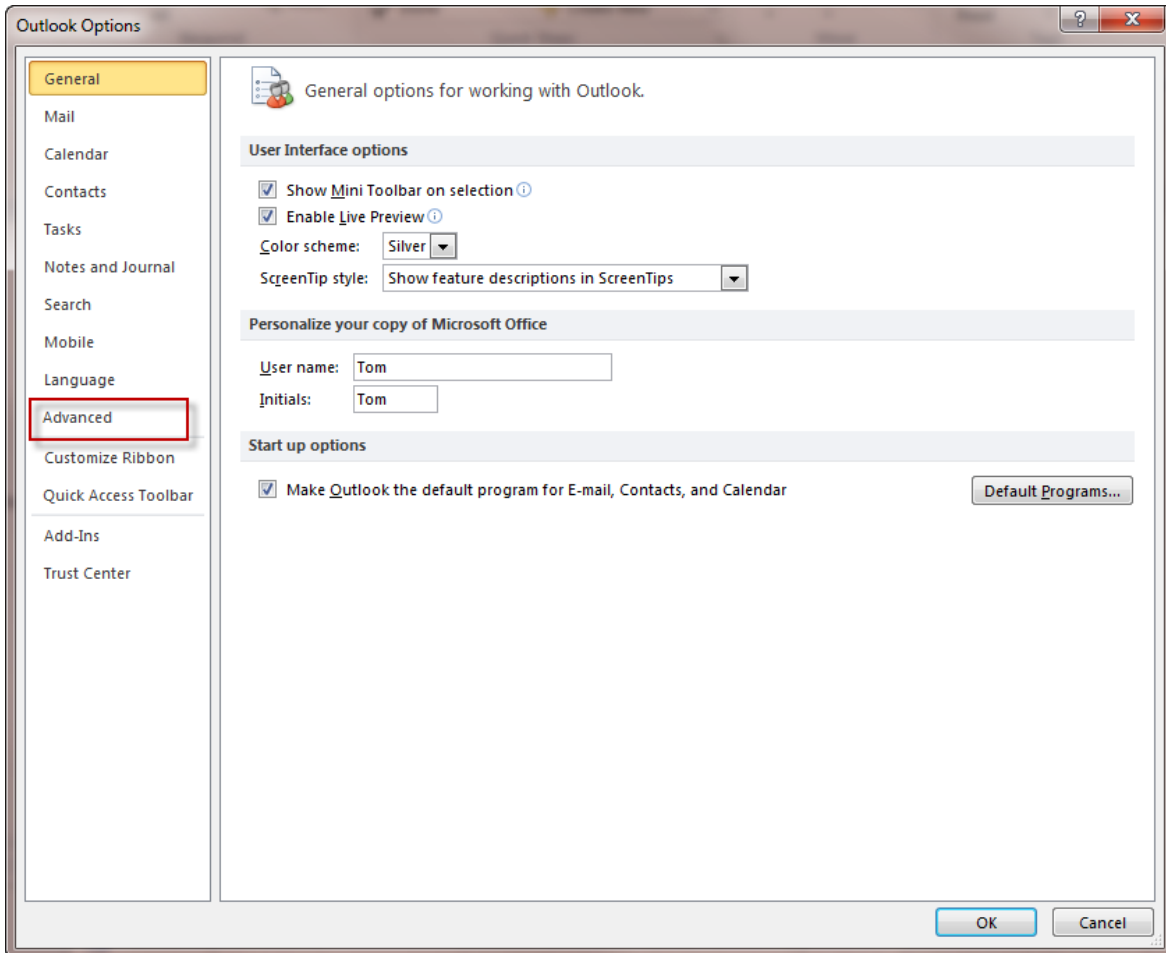 Outlook Options
General
Mail
Calendar
Contacts
Tasks
Notes and Journal
Search
Mobile
Language
Advanced
Customize Ribbon
Quick Access Toolbar
Add-Ins
Trust Center
General options for working with Outlook.
User Interface options
Show Mini Toolbar on selection
Enable Live Preview
Color scheme: Silver
ScreenTip style: Show feature descriptions in ScreenTips
Personalize your copy of Microsoft Office
User name: Tom
Initials: Tom
Start up options
Make Outlook the default program for E-mail, Contacts, and Calendar Default Programs...
OK Cancel